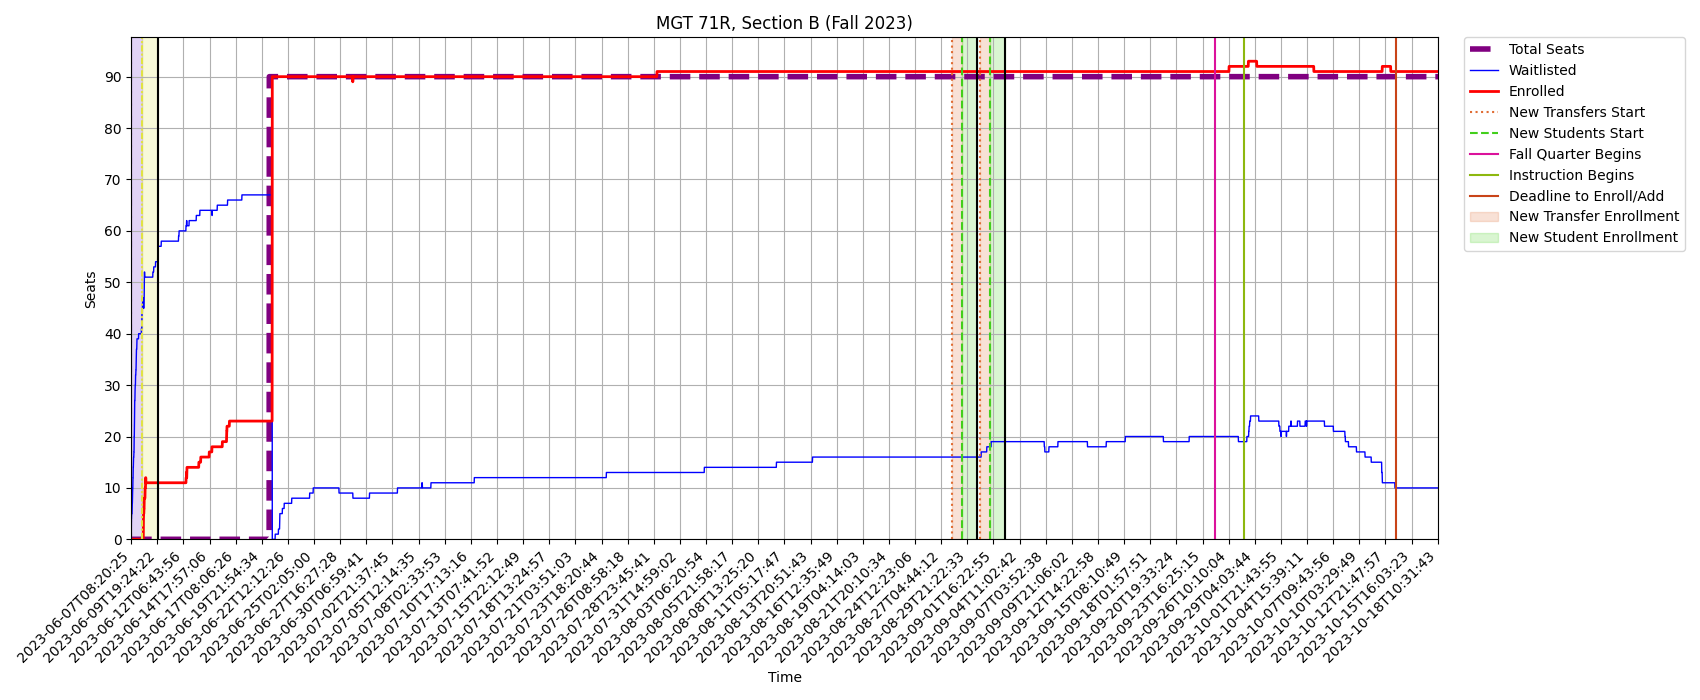 MGT 71R, Section B (Fall 2023)
Seats
90
80
70
60
50
40
30
20
10
0
Total Seats
Waitlisted
Enrolled
New Transfers Start
New Students Start
Fall Quarter Begins
Instruction Begins
Deadline to Enroll/Add
New Transfer Enrollment
New Student Enrollment
2023-06-07T08:20:25
2023-06-09T19:24:22
2023-06-12T06:43:56
2023-06-14T17:57:06
2023-06-17T08:06:26
2023-06-19T21:54:34
2023-06-22T12:12:26
2023-06-25T02:05:00
2023-06-27T16:27:28
2023-06-30T06:59:41
2023-07-02T21:37:45
2023-07-05T12:14:35
2023-07-08T02:33:53
2023-07-10T17:13:16
2023-07-13T07:41:52
2023-07-15T22:12:49
2023-07-18T13:24:57
2023-07-21T03:51:03
2023-07-23T18:20:44
2023-07-26T08:58:18
2023-07-28T23:45:41
2023-07-31T14:59:02
2023-08-03T06:20:54
2023-08-05T21:58:17
2023-08-08T13:25:20
2023-08-11T05:17:47
2023-08-13T20:51:43
2023-08-16T12:35:49
2023-08-19T04:14:03
2023-08-21T20:10:34
2023-08-24T12:23:06
2023-08-27T04:44:12
2023-08-29T21:22:33
2023-09-01T16:22:55
2023-09-04T11:02:42
2023-09-07T03:52:38
2023-09-09T21:06:02
2023-09-12T14:22:58
2023-09-15T08:10:49
2023-09-18T01:57:51
2023-09-20T19:33:24
2023-09-23T16:25:15
2023-09-26T10:10:04
2023-09-29T04:03:44
2023-10-01T21:43:55
2023-10-04T15:39:11
2023-10-07T09:43:56
2023-10-10T03:29:49
2023-10-12T21:47:57
2023-10-15T16:03:23
2023-10-18T10:31:43
Time